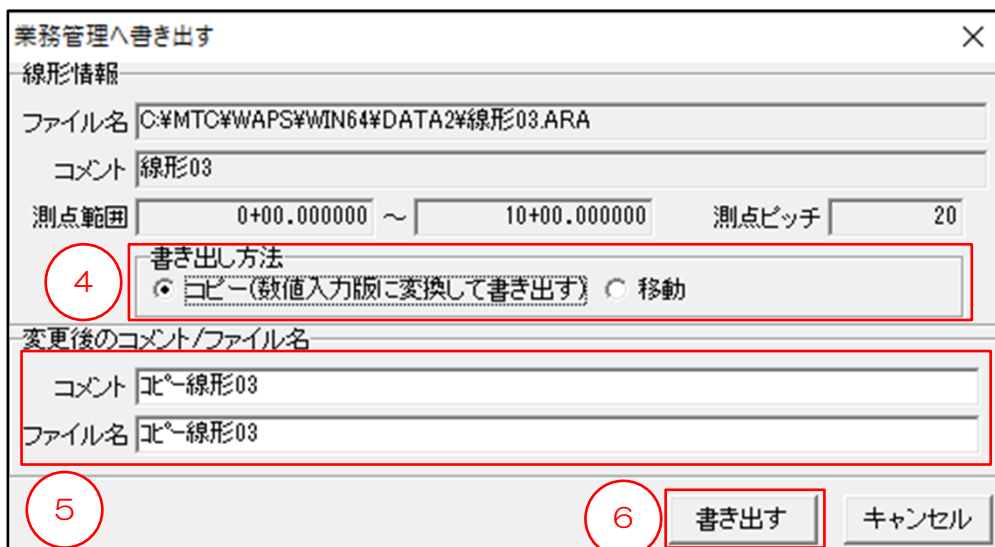 業務管理へ書き出す
線形情報
ファイル名 C:¥MTC¥WAPS¥WIN64¥DATA2¥線形03.ARA
コメント 線形03
測点範囲 0+00.000000 ～ 10+00.000000 測点ピッチ 20
④ 書き出し方法
コピー(数値入力版に変換して書き出す) 移動
変更後のコメント/ファイル名
コメント ｺﾋﾟｰ線形03
ファイル名 ｺﾋﾟｰ線形03
⑤ ⑥ 書き出す キャンセル